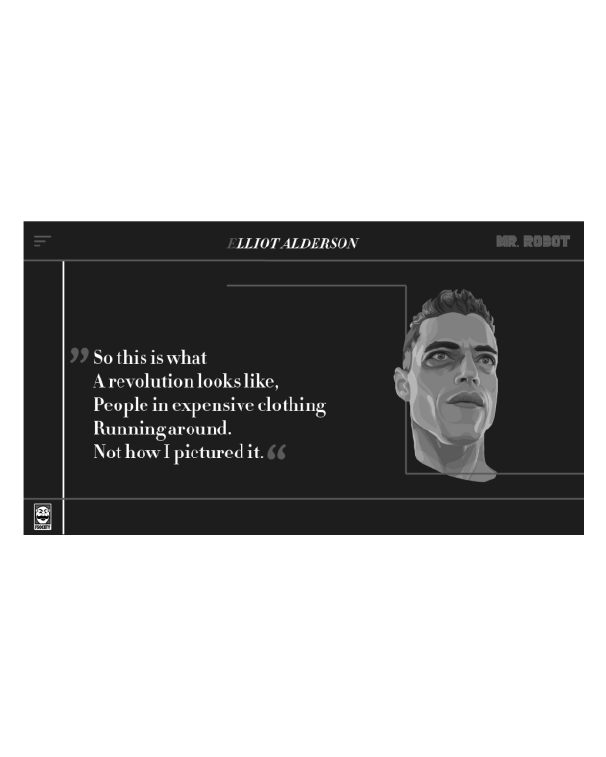 ELLIOT ALDERSON
MR. ROBOT
” So this is what
A revolution looks like,
People in expensive clothing
Running around.
Not how I pictured it. “
FSOCIETY